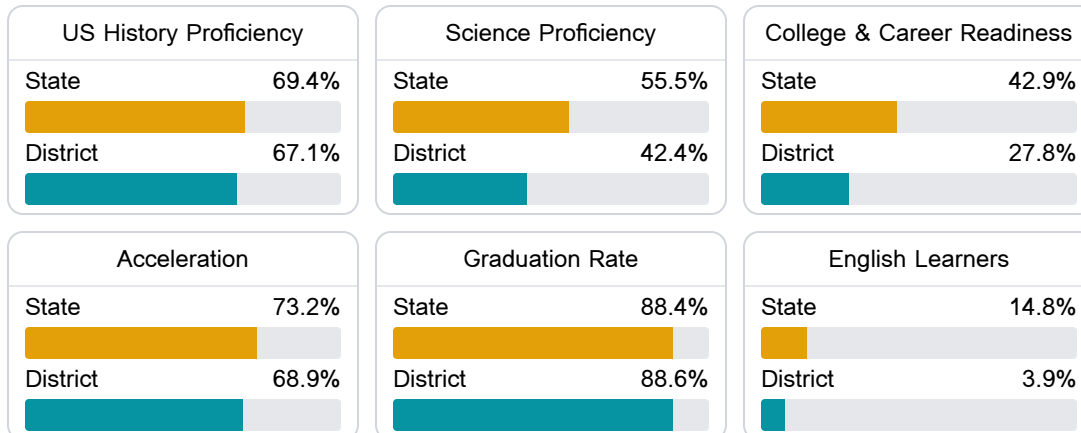 US History Proficiency
State 69.4%
District 67.1%
Science Proficiency
State 55.5%
District 42.4%
College & Career Readiness
State 42.9%
District 27.8%
Acceleration
State 73.2%
District 68.9%
Graduation Rate
State 88.4%
District 88.6%
English Learners
State 14.8%
District 3.9%